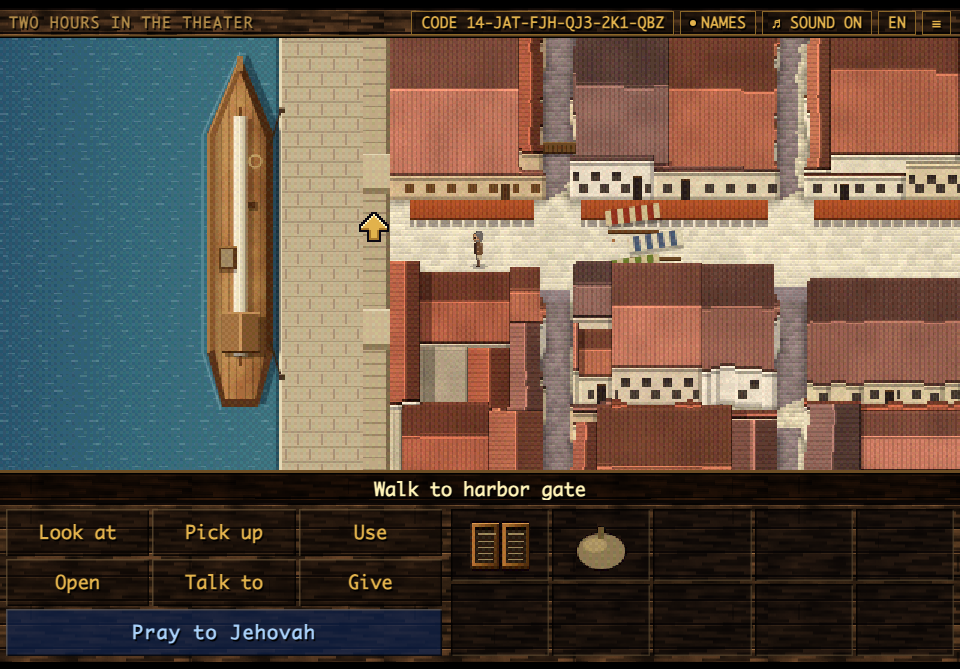 TWO HOURS IN THE THEATER
CODE 14-JAT-FJH-QJ3-2K1-QBZ
● NAMES
♬ SOUND ON
EN
≡
Walk to harbor gate
Look at
Pick up
Use
Open
Talk to
Give
Pray to Jehovah